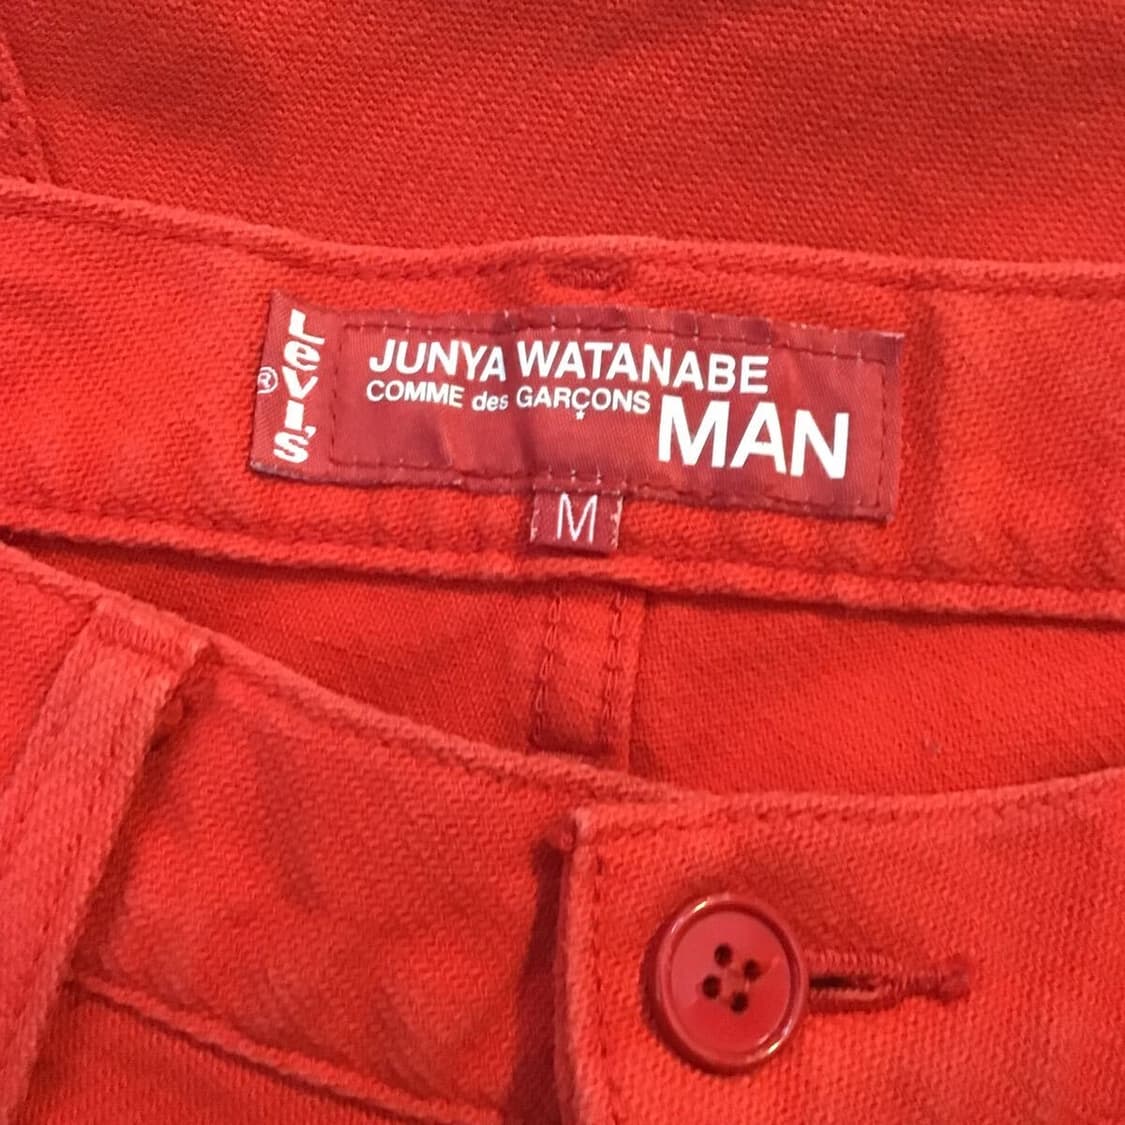 Levi's
®
JUNYA WATANABE
COMME des GARÇONS
MAN
M